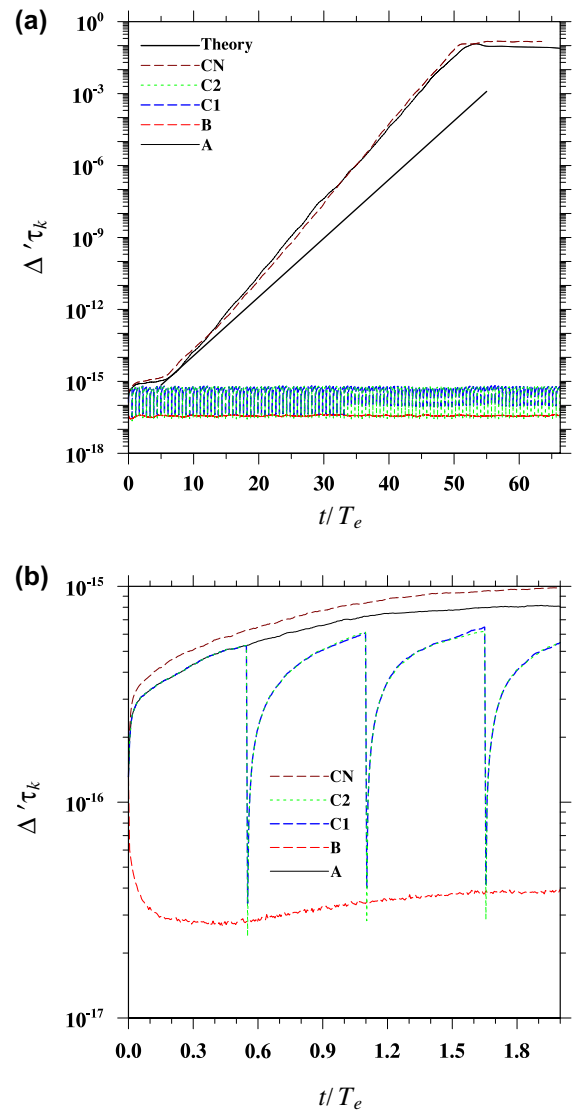 (a)
10^0
10^-3
10^-6
10^-9
10^-12
10^-15
10^-18
Δ'τ_k
Theory
CN
C2
C1
B
A
0 10 20 30 40 50 60
t/T_e
(b)
10^-15
10^-16
10^-17
Δ'τ_k
CN
C2
C1
B
A
0.0 0.3 0.6 0.9 1.2 1.5 1.8
t/T_e